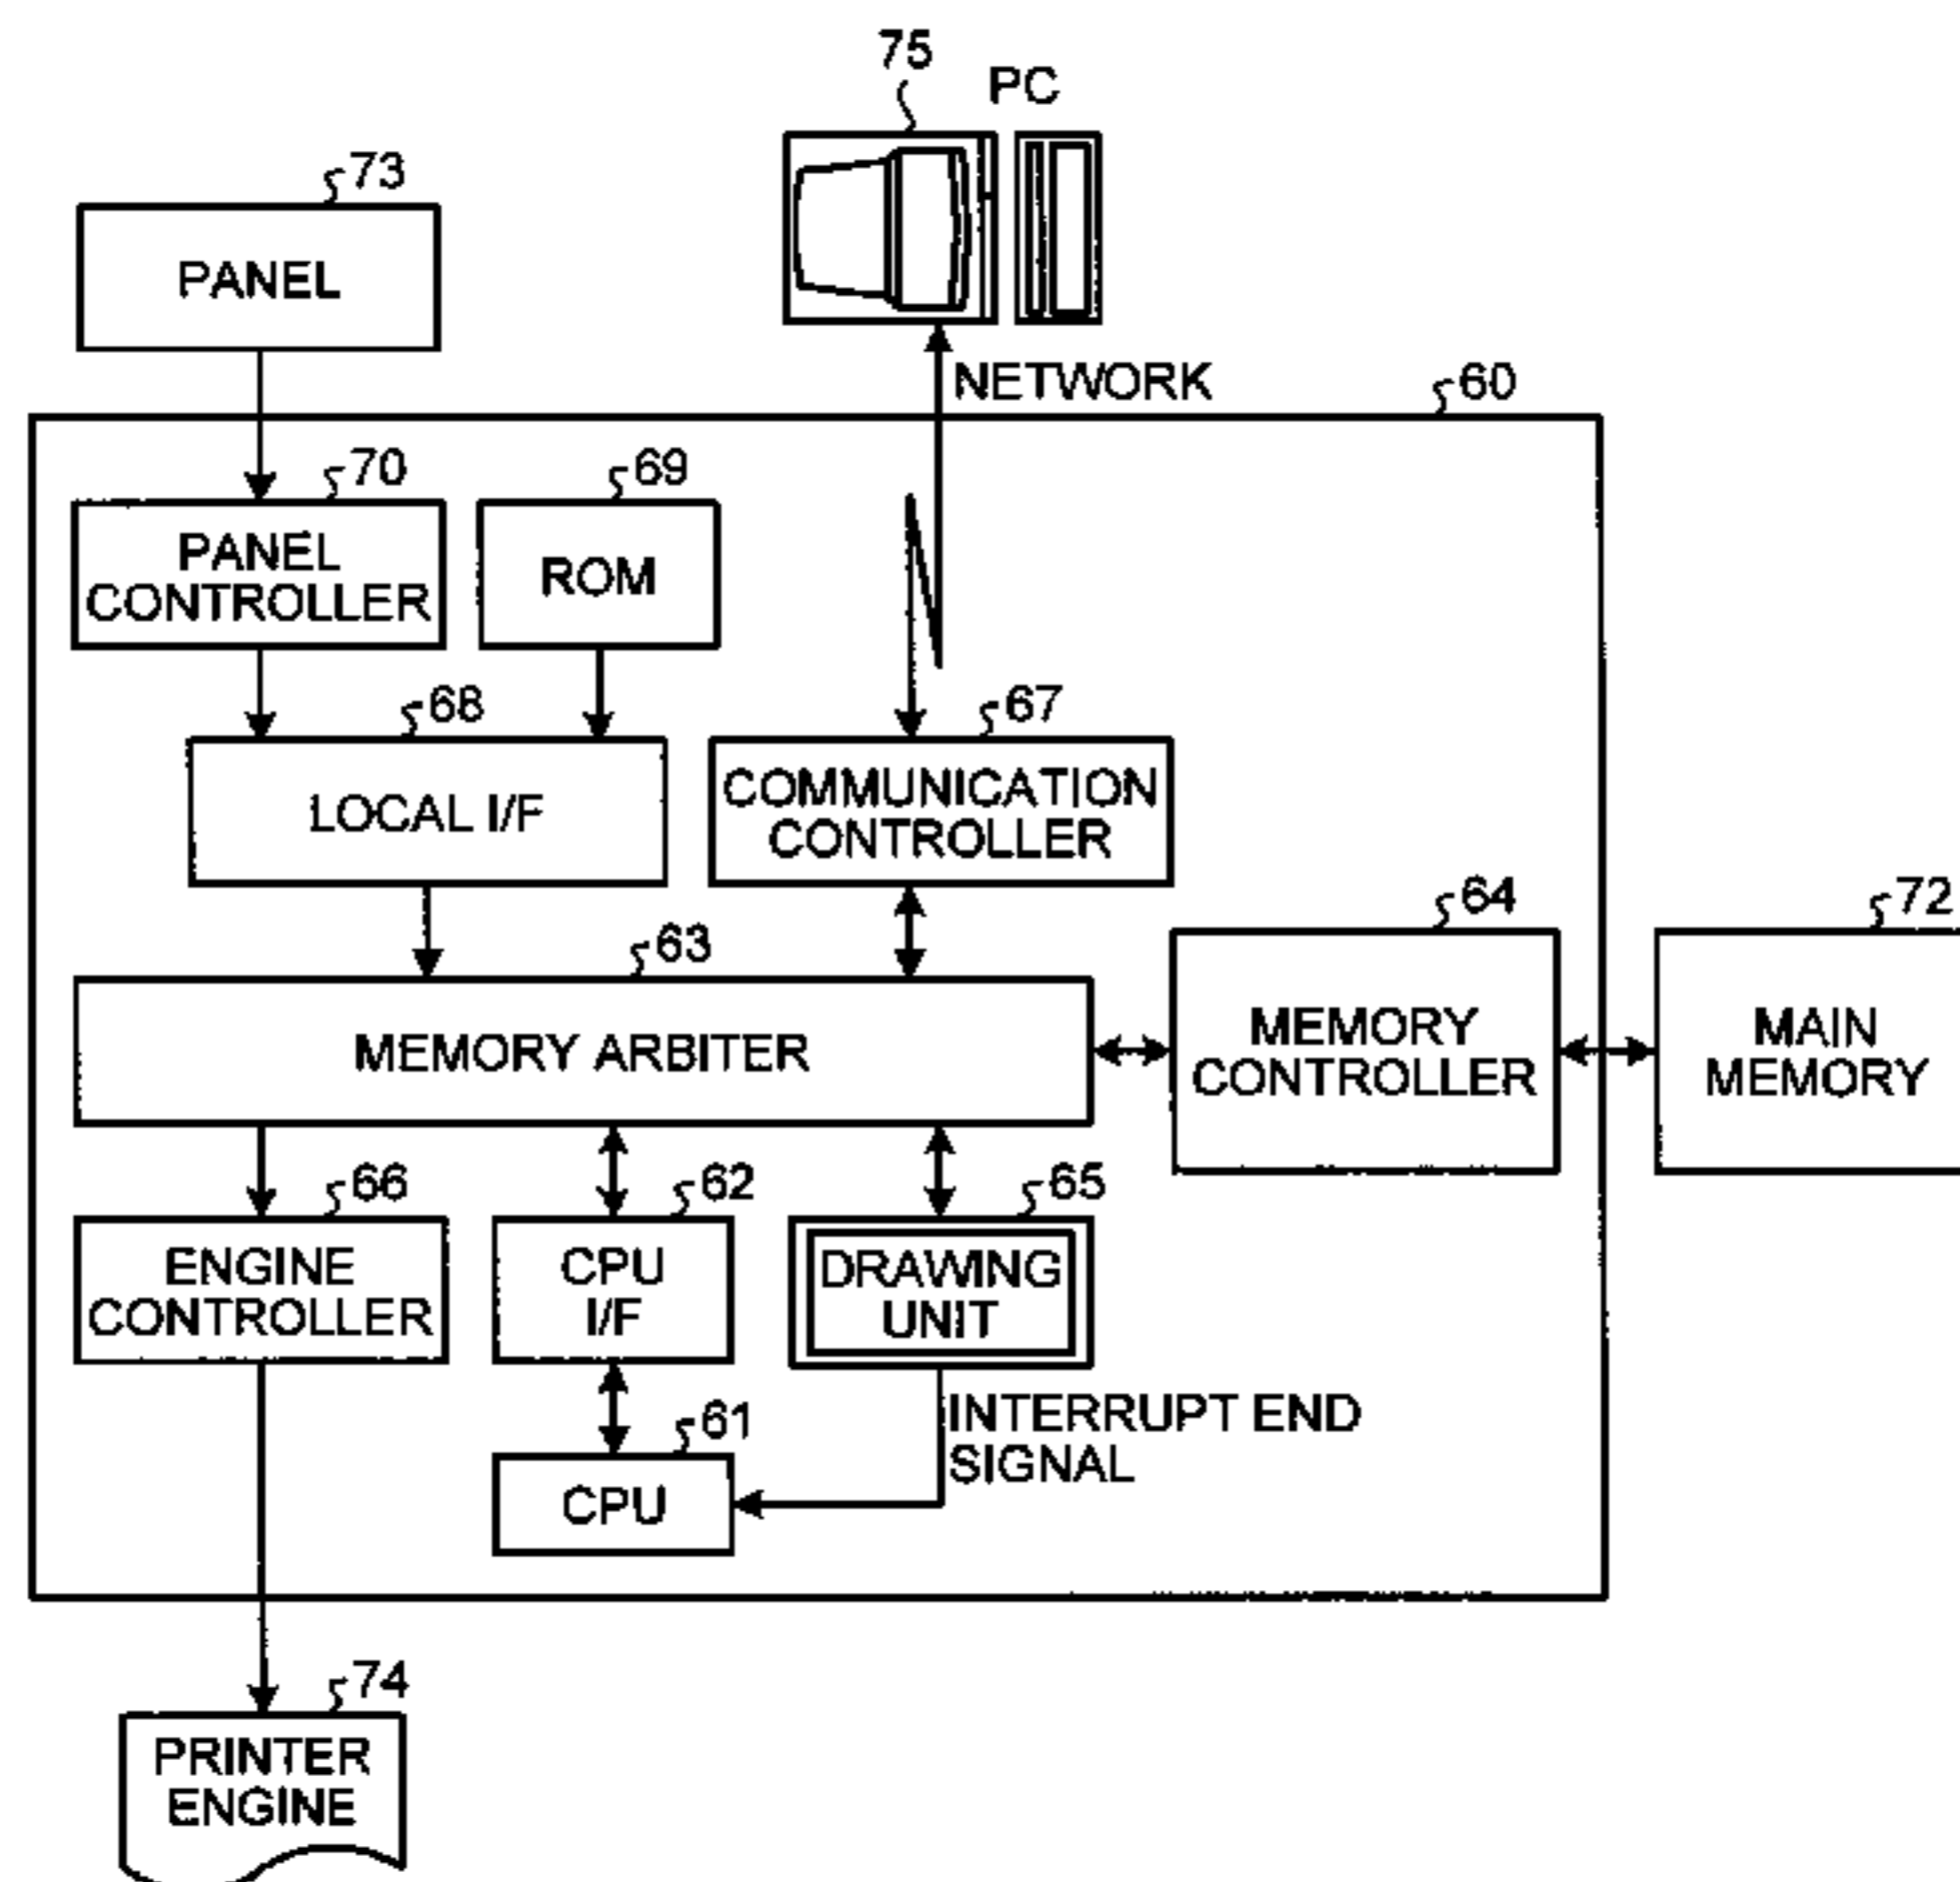 75
PC
73
PANEL
NETWORK
60
70
69
PANEL
CONTROLLER
ROM
68
67
LOCAL I/F
COMMUNICATION
CONTROLLER
64
72
63
MEMORY ARBITER
MEMORY
CONTROLLER
MAIN
MEMORY
66
62
65
ENGINE
CONTROLLER
CPU
I/F
DRAWING
UNIT
INTERRUPT END
SIGNAL
61
CPU
74
PRINTER
ENGINE